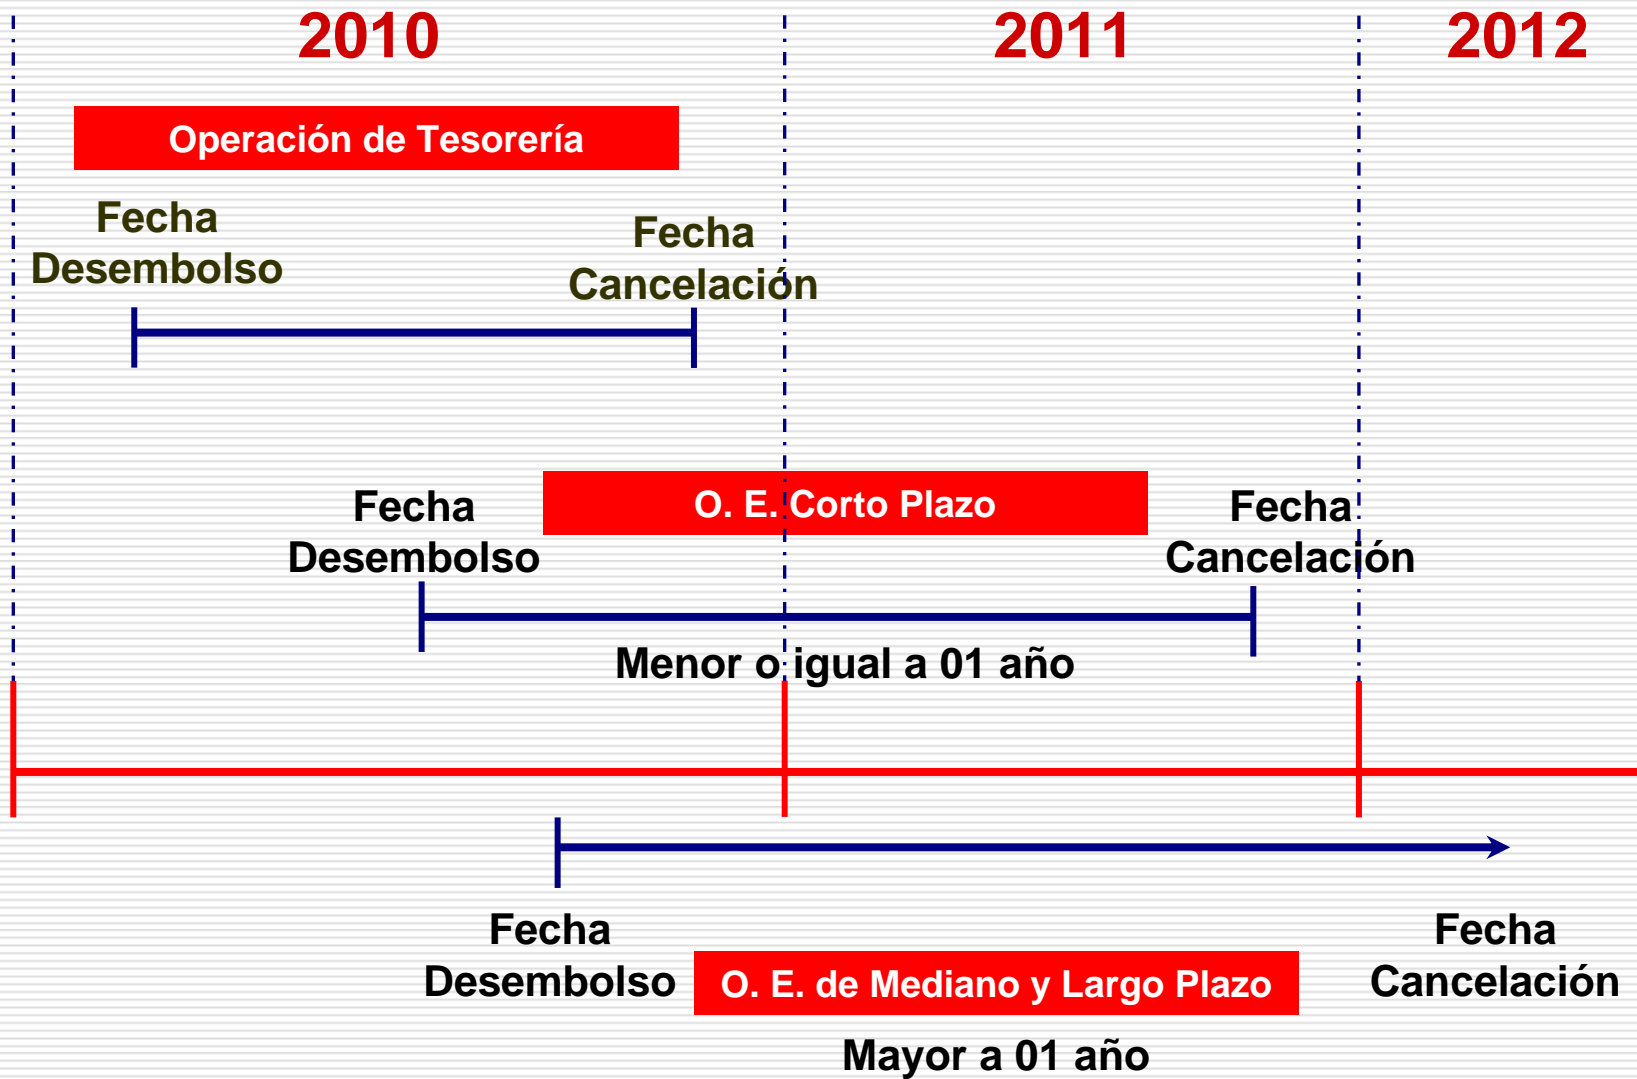 2010
2011
2012
Operación de Tesorería
Fecha
Desembolso
Fecha
Cancelación
Fecha
Desembolso
O. E. Corto Plazo
Fecha
Cancelación
Menor o igual a 01 año
Fecha
Desembolso
O. E. de Mediano y Largo Plazo
Fecha
Cancelación
Mayor a 01 año